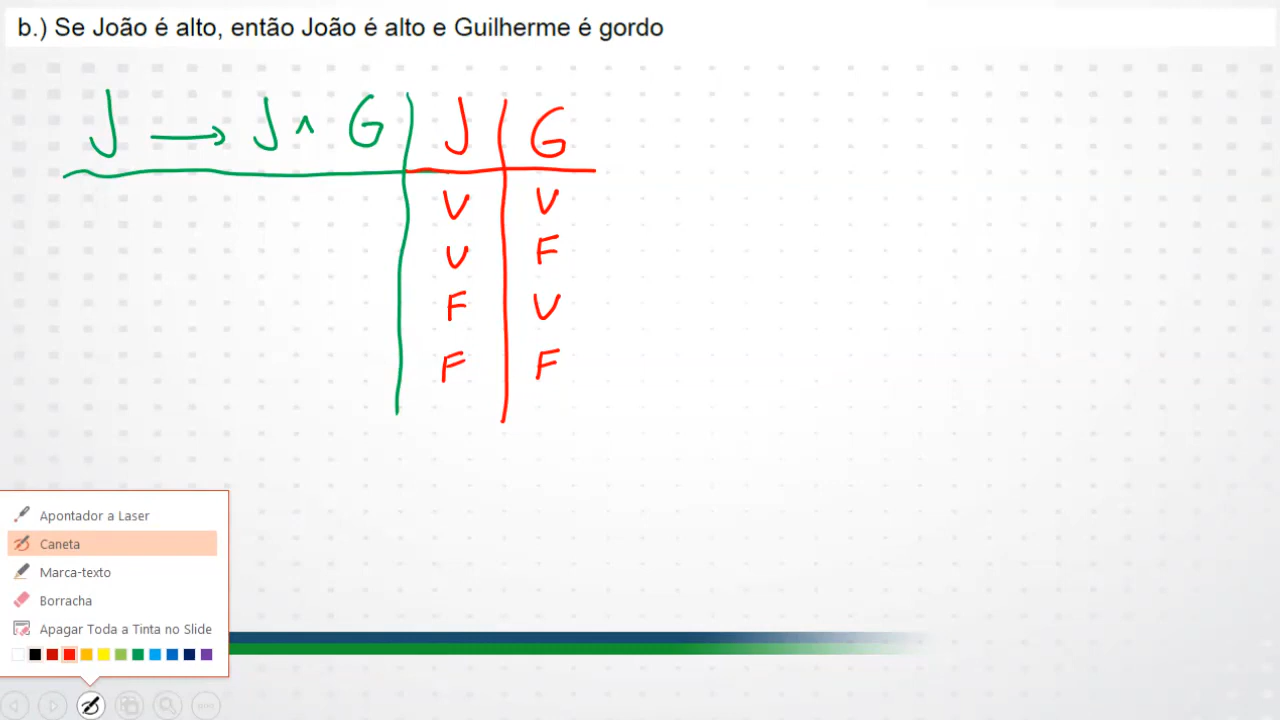 b.) Se João é alto, então João é alto e Guilherme é gordo
J → J ∧ G | J | G
V V
V F
F V
F F
Apontador a Laser
Caneta
Marca-texto
Borracha
Apagar Toda a Tinta no Slide